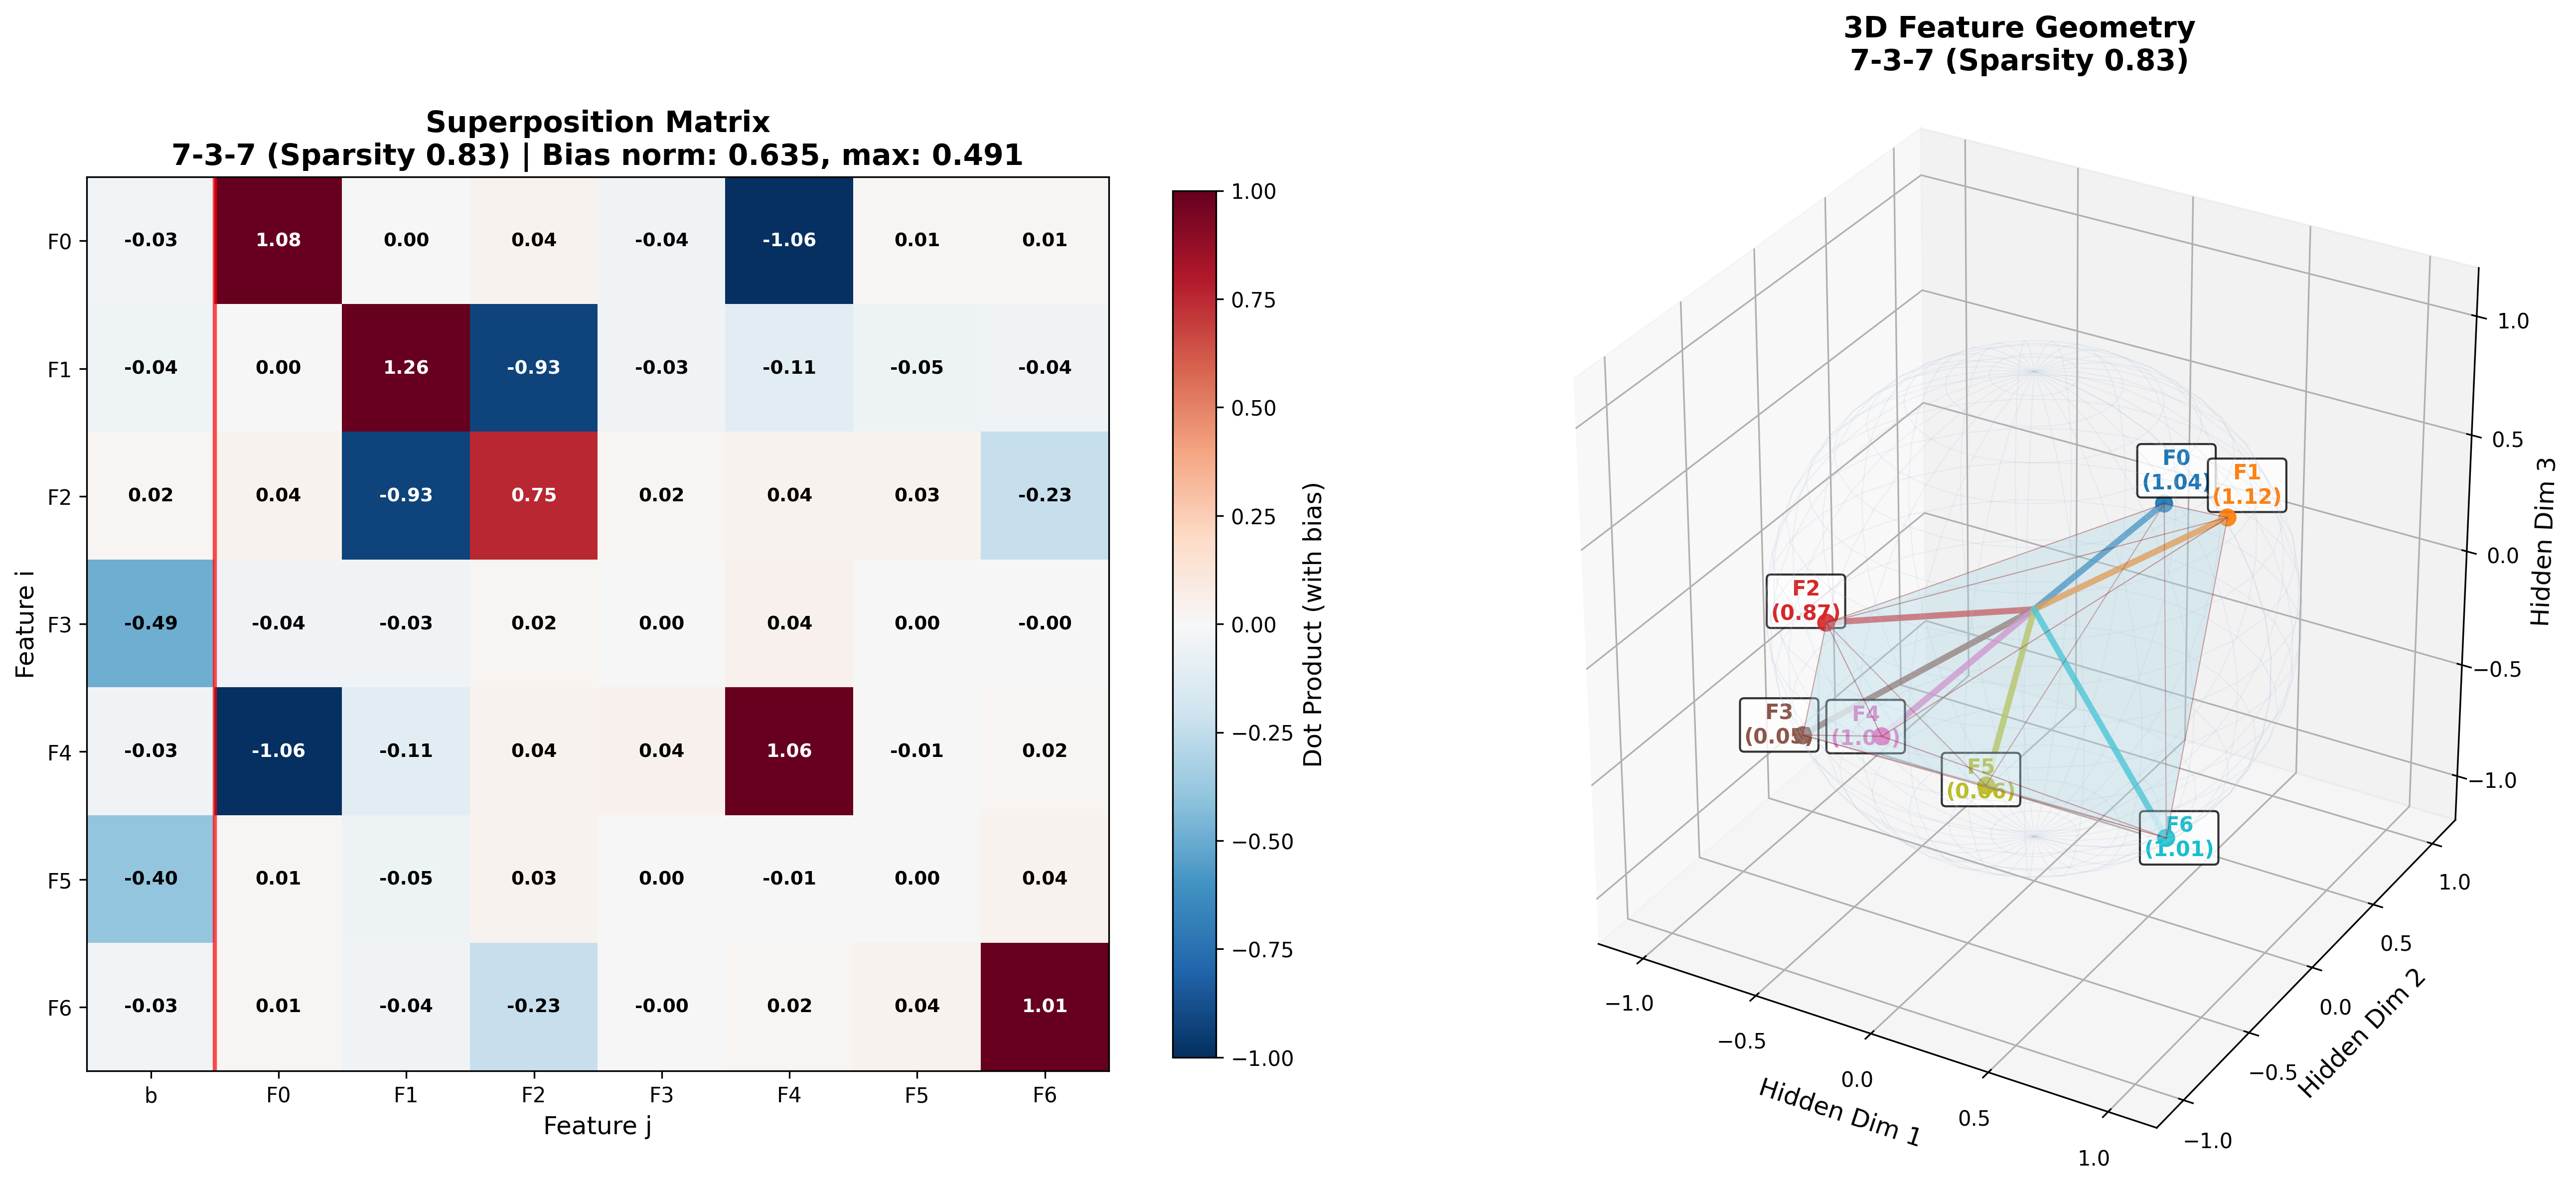 Superposition Matrix
7-3-7 (Sparsity 0.83) | Bias norm: 0.635, max: 0.491
Feature i
F0 -0.03 1.08 0.00 0.04 -0.04 -1.06 0.01 0.01
F1 -0.04 0.00 1.26 -0.93 -0.03 -0.11 -0.05 -0.04
F2 0.02 0.04 -0.93 0.75 0.02 0.04 0.03 -0.23
F3 -0.49 -0.04 -0.03 0.02 0.00 0.04 0.00 -0.00
F4 -0.03 -1.06 -0.11 0.04 0.04 1.06 -0.01 0.02
F5 -0.40 0.01 -0.05 0.03 0.00 -0.01 0.00 0.04
F6 -0.03 0.01 -0.04 -0.23 -0.00 0.02 0.04 1.01
b F0 F1 F2 F3 F4 F5 F6
Feature j
1.00
0.75
0.50
0.25
0.00
−0.25
−0.50
−0.75
−1.00
Dot Product (with bias)
3D Feature Geometry
7-3-7 (Sparsity 0.83)
F0
(1.04)
F1
(1.12)
F2
(0.87)
F3
F4
F5
(0.06)
F6
(1.01)
1.0
0.5
0.0
−0.5
−1.0
Hidden Dim 3
−1.0
−0.5
0.0
0.5
1.0
Hidden Dim 1
1.0
0.5
0.0
−0.5
−1.0
Hidden Dim 2